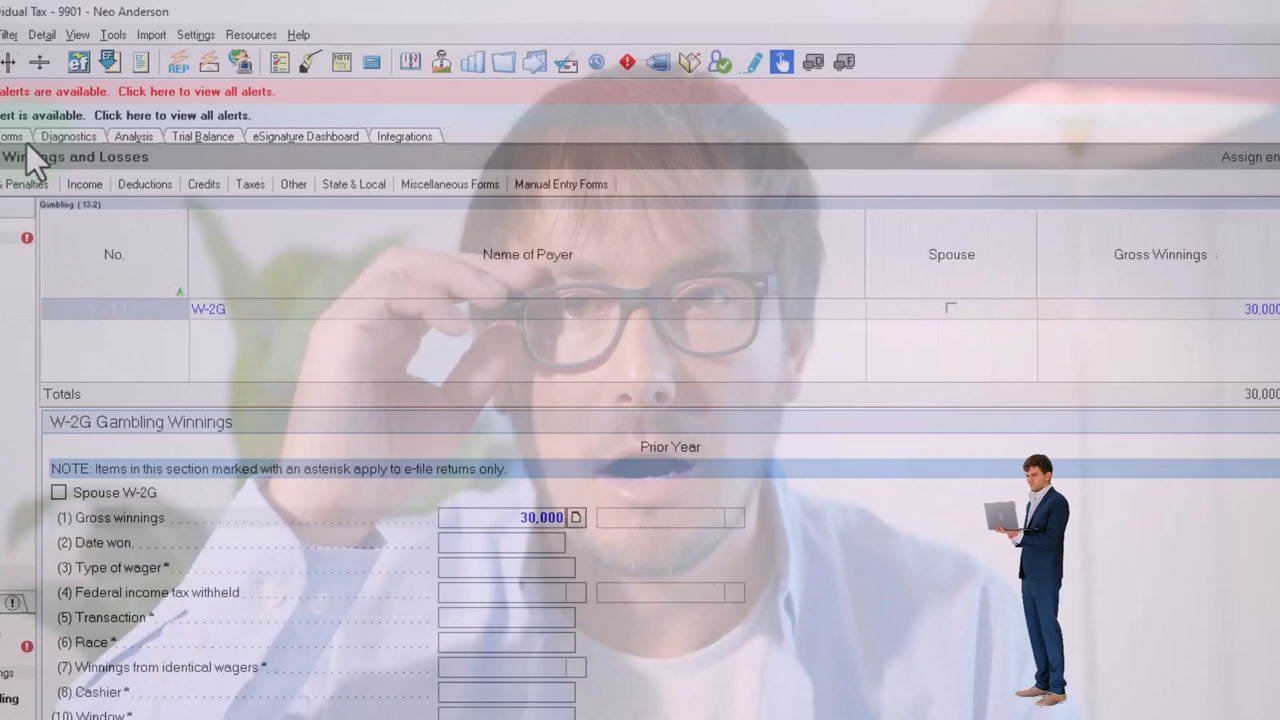 vidual Tax - 9901 - Neo Anderson
Filter Detail View Tools Import Settings Resources Help
alerts are available. Click here to view all alerts.
ert is available. Click here to view all alerts.
orms Diagnostics Analysis Trial Balance eSignature Dashboard Integrations
Winnings and Losses Assign en
& Penalties Income Deductions Credits Taxes Other State & Local Miscellaneous Forms Manual Entry Forms
Gambling (13.2)
No. Name of Payer Spouse Gross Winnings
W-2G 30,000
Totals 30,000
W-2G Gambling Winnings
Prior Year
NOTE: Items in this section marked with an asterisk apply to e-file returns only.
Spouse W-2G
(1) Gross winnings 30,000
(2) Date won
(3) Type of wager*
(4) Federal income tax withheld
(5) Transaction *
(6) Race *
(7) Winnings from identical wagers *
(8) Cashier *
(10) Window*
ngs
ling